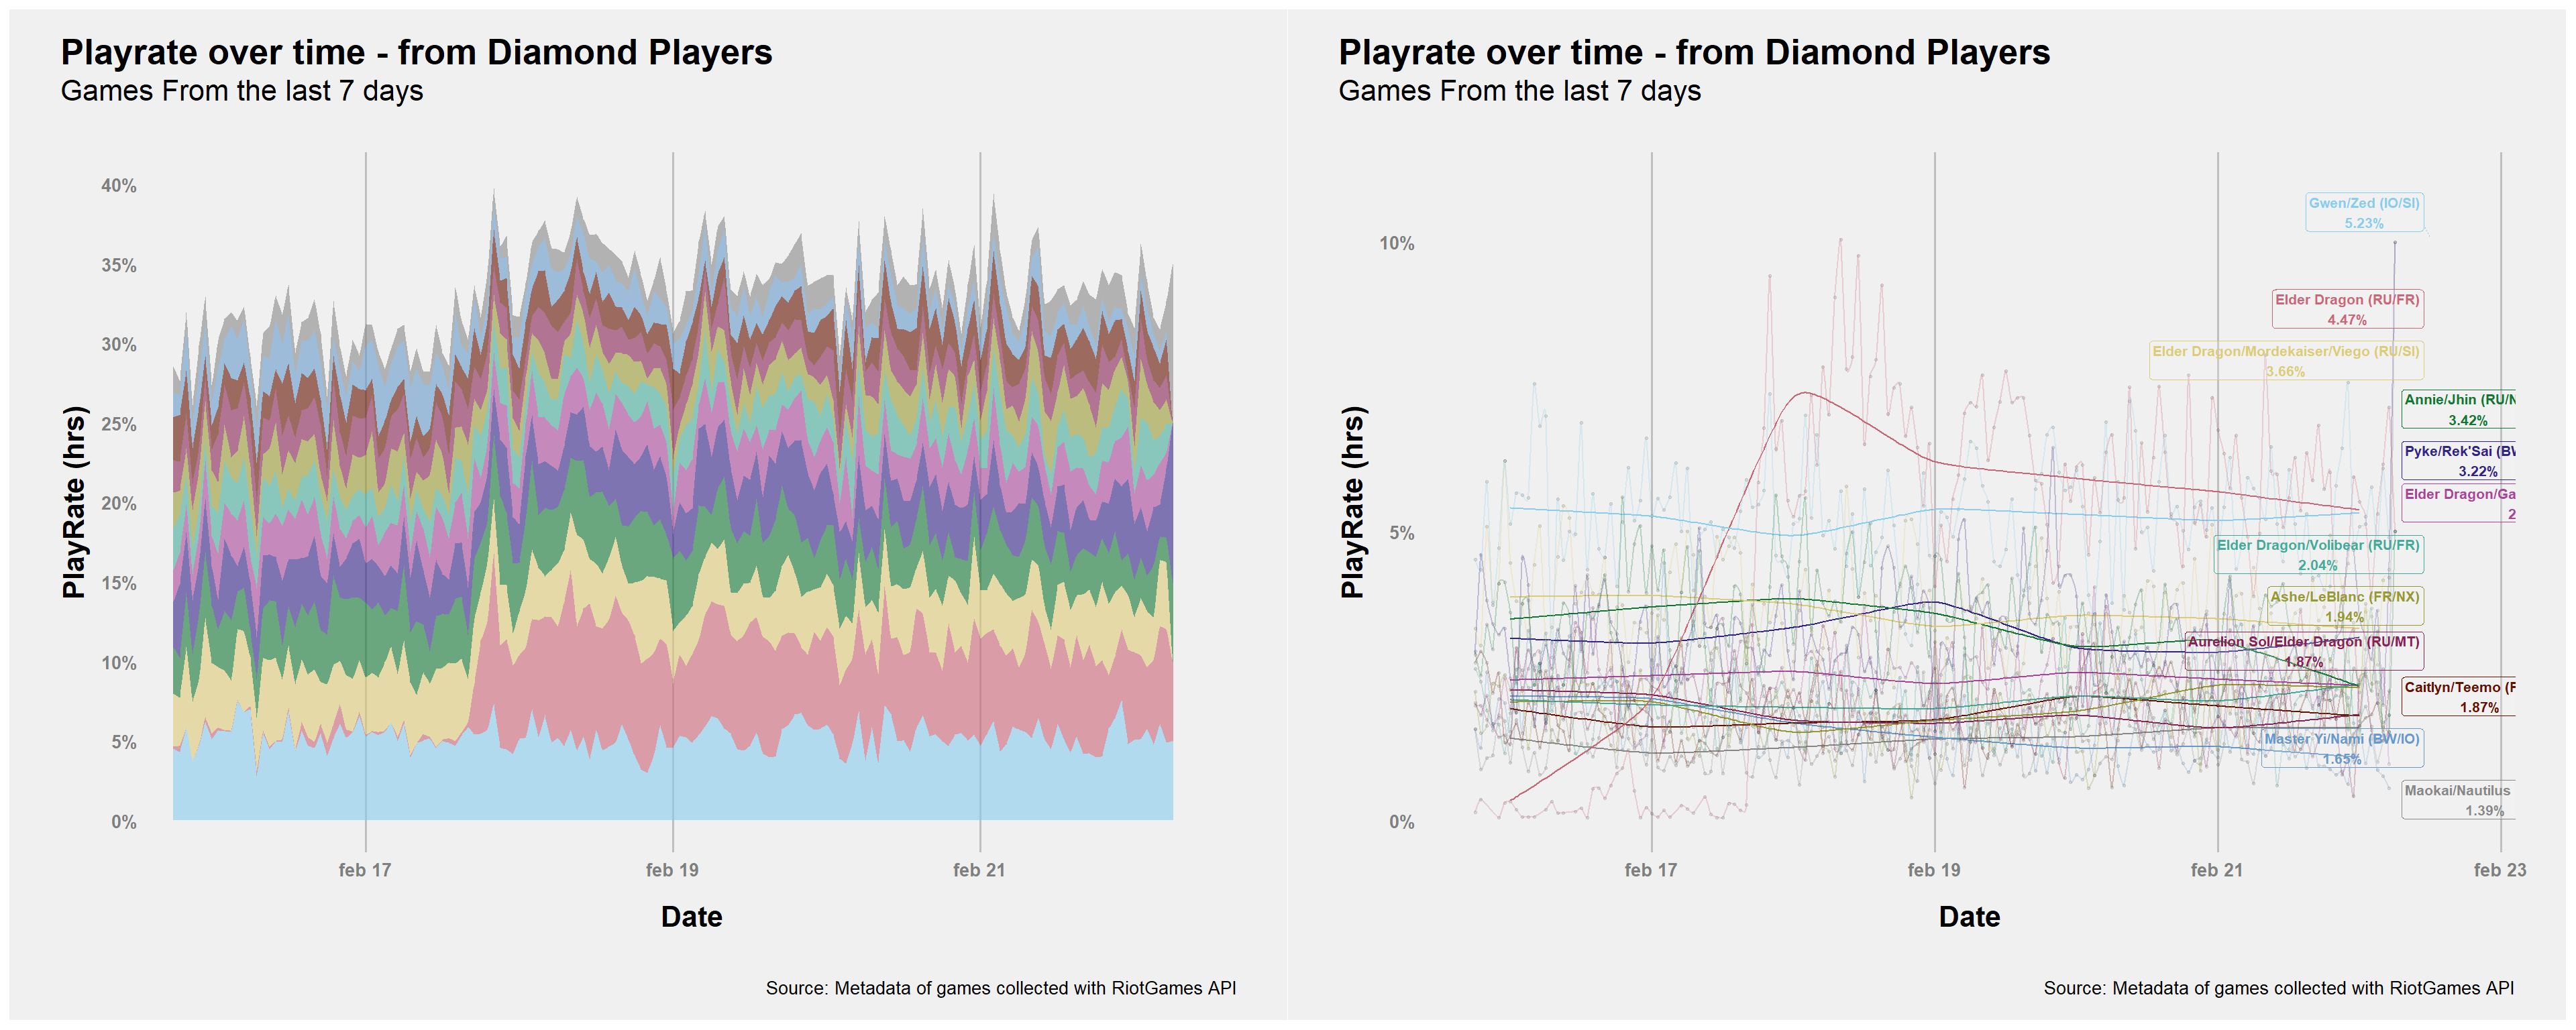 Playrate over time - from Diamond Players
Games From the last 7 days
40%
35%
30%
25%
20%
15%
10%
5%
0%
PlayRate (hrs)
feb 17
feb 19
feb 21
Date
Source: Metadata of games collected with RiotGames API
Playrate over time - from Diamond Players
Games From the last 7 days
10%
5%
0%
PlayRate (hrs)
Gwen/Zed (IO/SI)
5.23%
Elder Dragon (RU/FR)
4.47%
Elder Dragon/Mordekaiser/Viego (RU/SI)
3.66%
Annie/Jhin (RU/
3.42%
Pyke/Rek'Sai (BW
3.22%
Elder Dragon/Ga
2
Elder Dragon/Volibear (RU/FR)
2.04%
Ashe/LeBlanc (FR/NX)
1.94%
Aurelion Sol/Elder Dragon (RU/MT)
1.87%
Caitlyn/Teemo (
1.87%
Master Yi/Nami (BW/IO)
1.65%
Maokai/Nautilus
1.39%
feb 17
feb 19
feb 21
feb 23
Date
Source: Metadata of games collected with RiotGames API